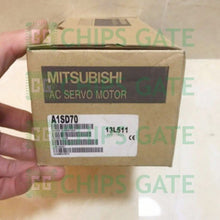 CHIPS GATE
MITSUBISHI
AC SERVO MOTOR
A1SD70
13L511
CHIPS GATE